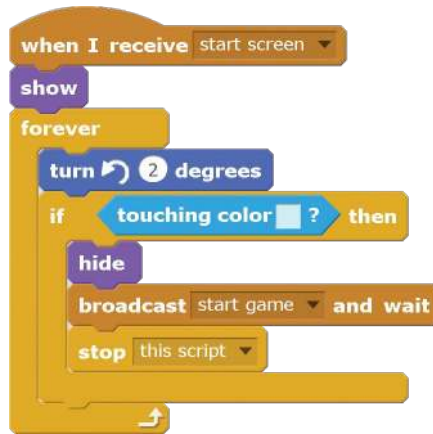 when I receive start screen
show
forever
turn 2 degrees
if touching color ? then
hide
broadcast start game and wait
stop this script